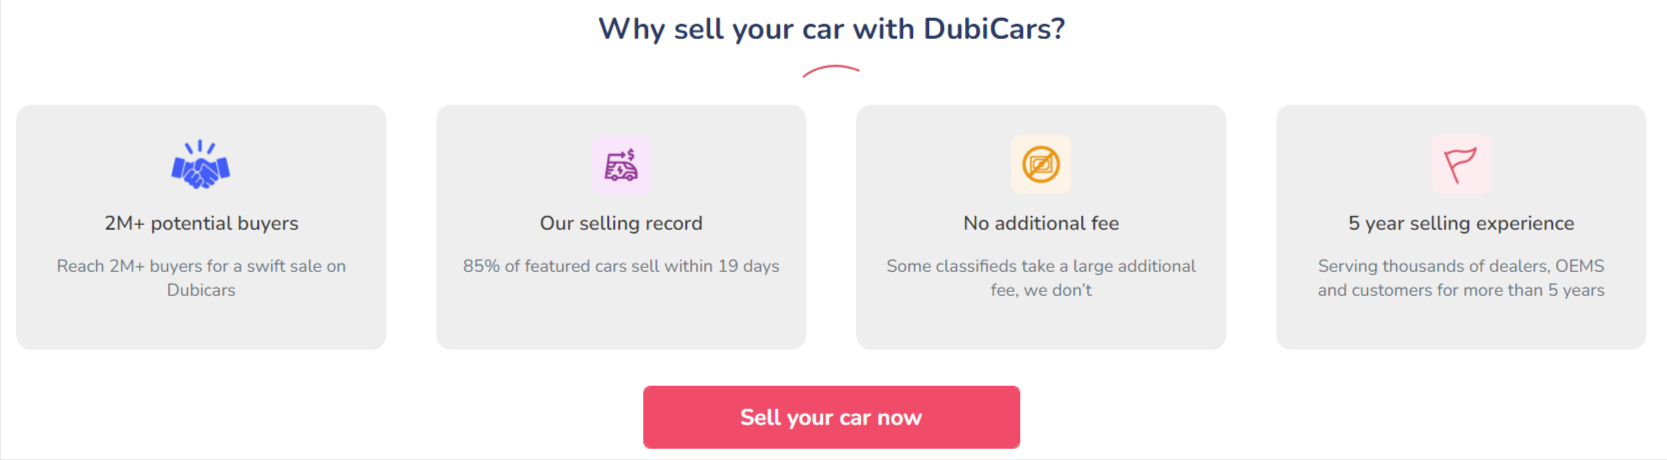 Why sell your car with DubiCars?
2M+ potential buyers
Reach 2M+ buyers for a swift sale on
Dubicars
Our selling record
85% of featured cars sell within 19 days
No additional fee
Some classifieds take a large additional
fee, we don't
5 year selling experience
Serving thousands of dealers, OEMS
and customers for more than 5 years
Sell your car now